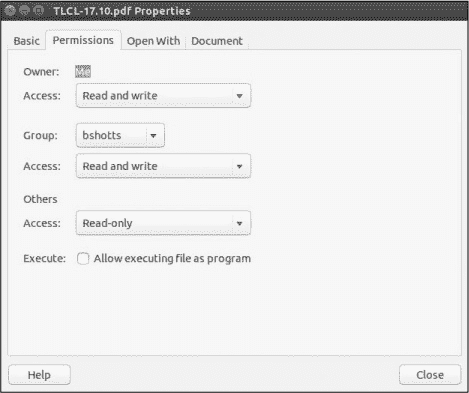 TLCL-17.10.pdf Properties
Basic Permissions Open With Document
Owner: Me
Access: Read and write
Group: bshotts
Access: Read and write
Others
Access: Read-only
Execute: Allow executing file as program
Help Close